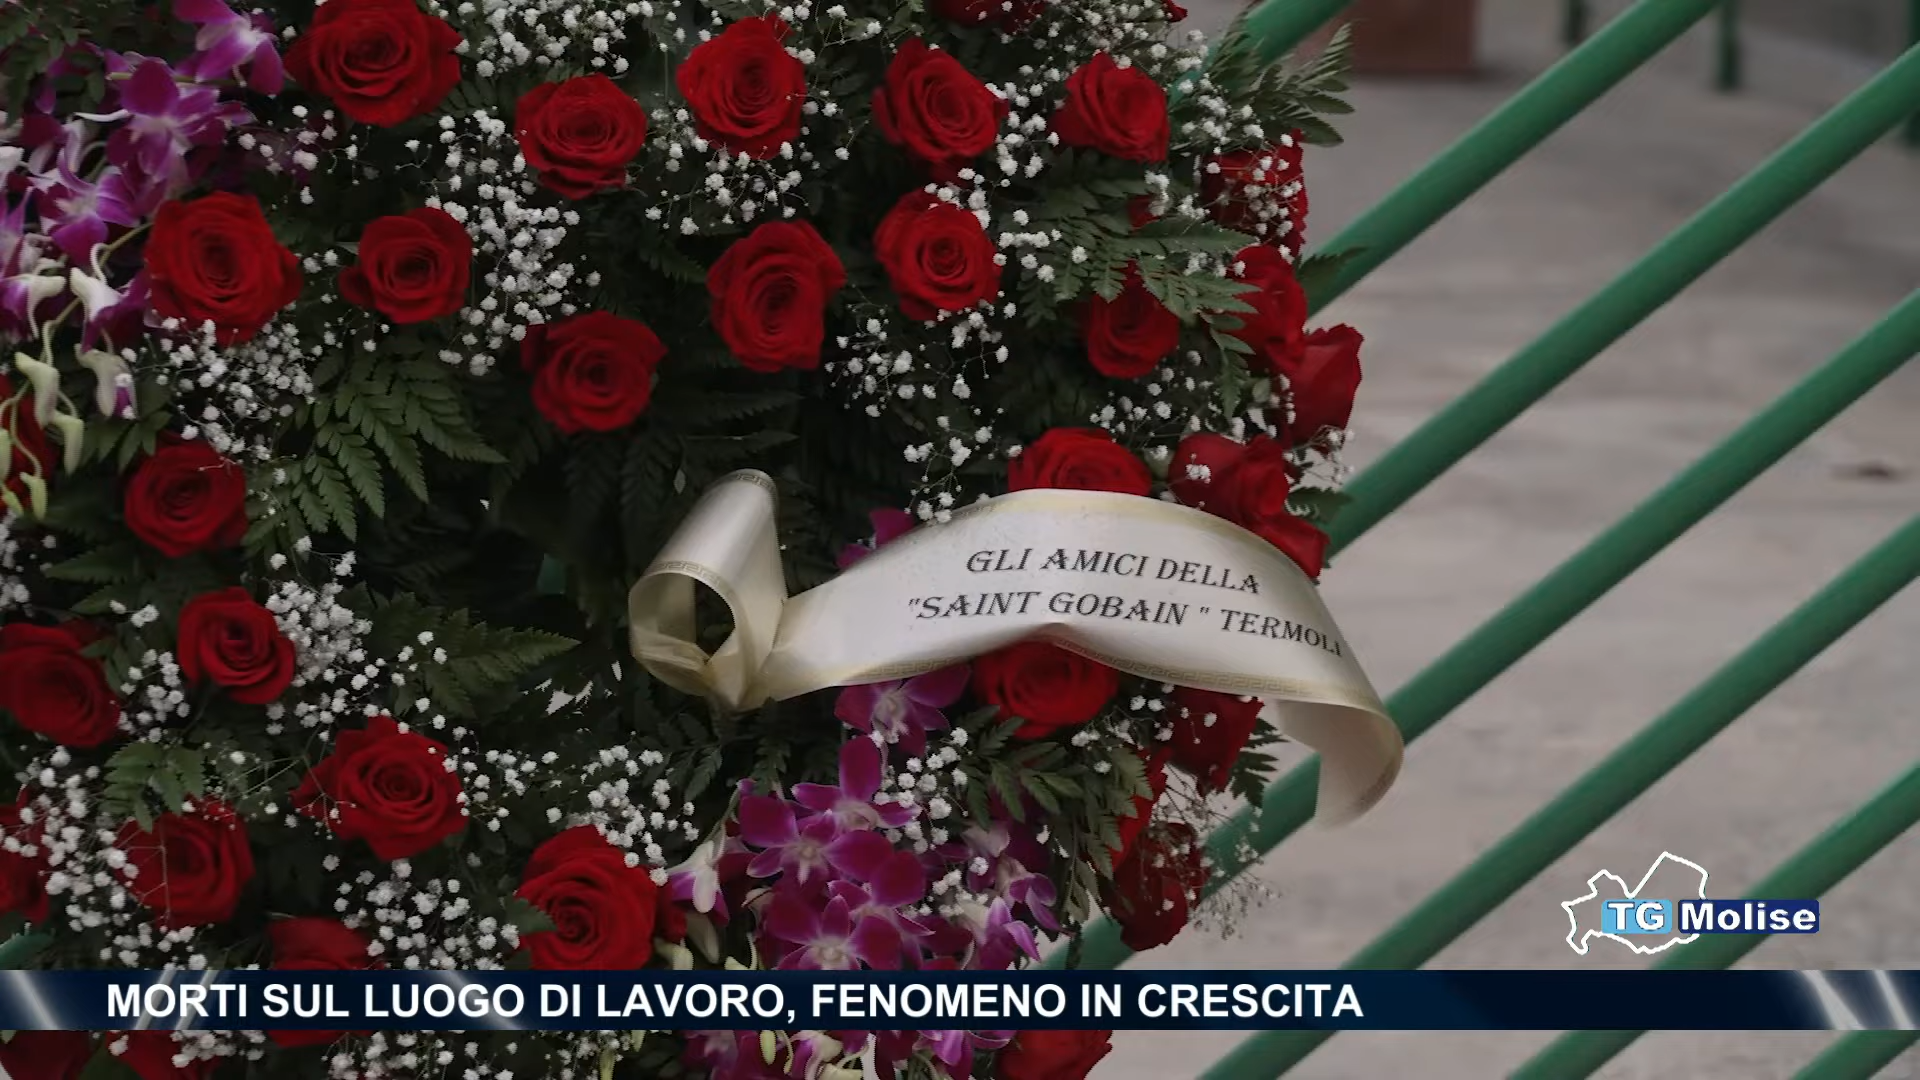 GLI AMICI DELLA
"SAINT GOBAIN " TERMOLI
TG Molise
MORTI SUL LUOGO DI LAVORO, FENOMENO IN CRESCITA